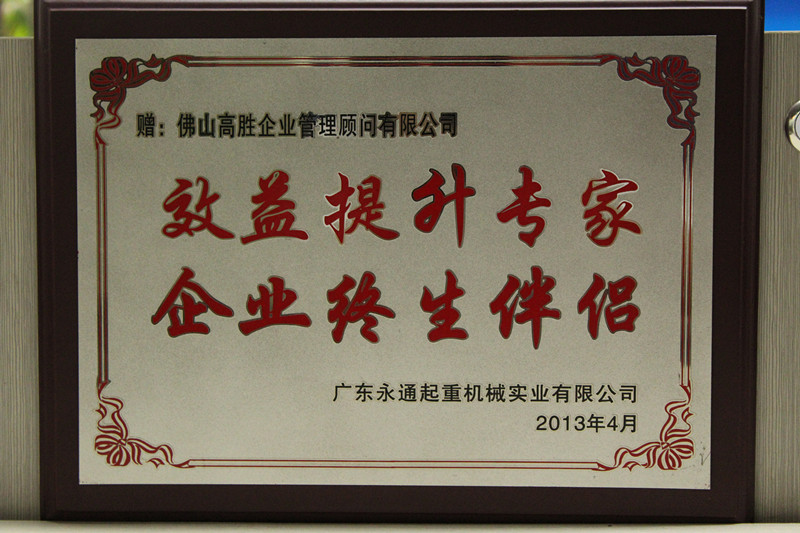 赠：佛山高胜企业管理顾问有限公司
效益提升专家
企业终生伴侣
广东永通起重机械实业有限公司
2013年4月